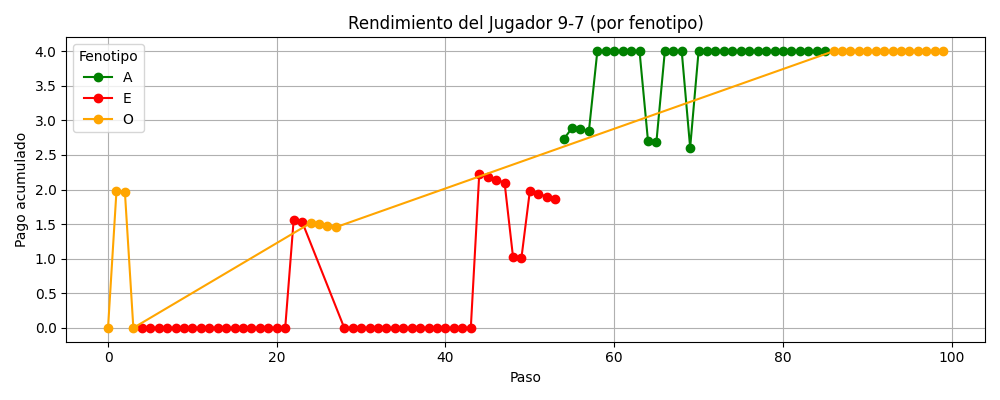 Rendimiento del Jugador 9-7 (por fenotipo)
Pago acumulado
4.0
3.5
3.0
2.5
2.0
1.5
1.0
0.5
0.0
Fenotipo
A
E
O
0 20 40 60 80 100
Paso